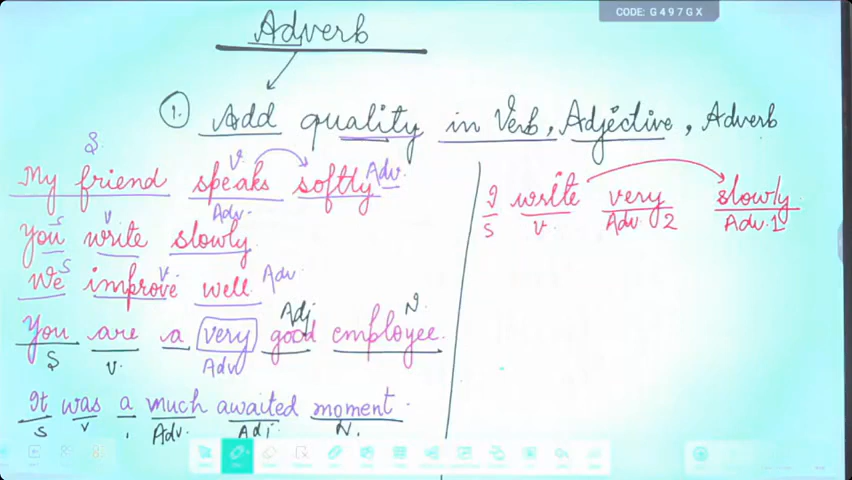 CODE: G497GX
Adverb
1. Add quality in Verb, Adjective, Adverb
S
V
My friend speaks softly Adv.
Adv.
S V
You write slowly
S V
We improve well Adv
Adj N
You are a very good employee.
S V. Adv
It was a much awaited moment.
S V 1 Adv. Adj N.
I write very slowly
S V. Adv. 2 Adv. 1